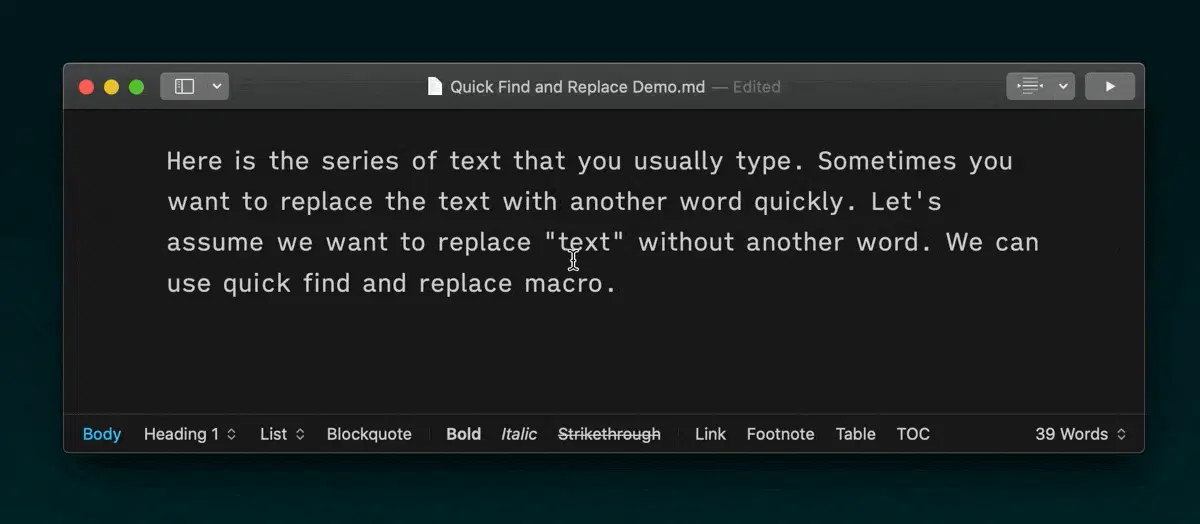 Quick Find and Replace Demo.md — Edited
Here is the series of text that you usually type. Sometimes you
want to replace the text with another word quickly. Let's
assume we want to replace "text" without another word. We can
use quick find and replace macro.
Body Heading 1 List Blockquote Bold Italic Strikethrough Link Footnote Table TOC 39 Words